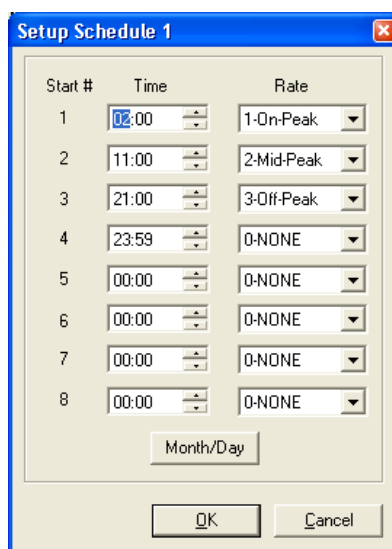 Setup Schedule 1
Start # Time Rate
1 02:00 1-On-Peak
2 11:00 2-Mid-Peak
3 21:00 3-Off-Peak
4 23:59 0-NONE
5 00:00 0-NONE
6 00:00 0-NONE
7 00:00 0-NONE
8 00:00 0-NONE
Month/Day
OK Cancel